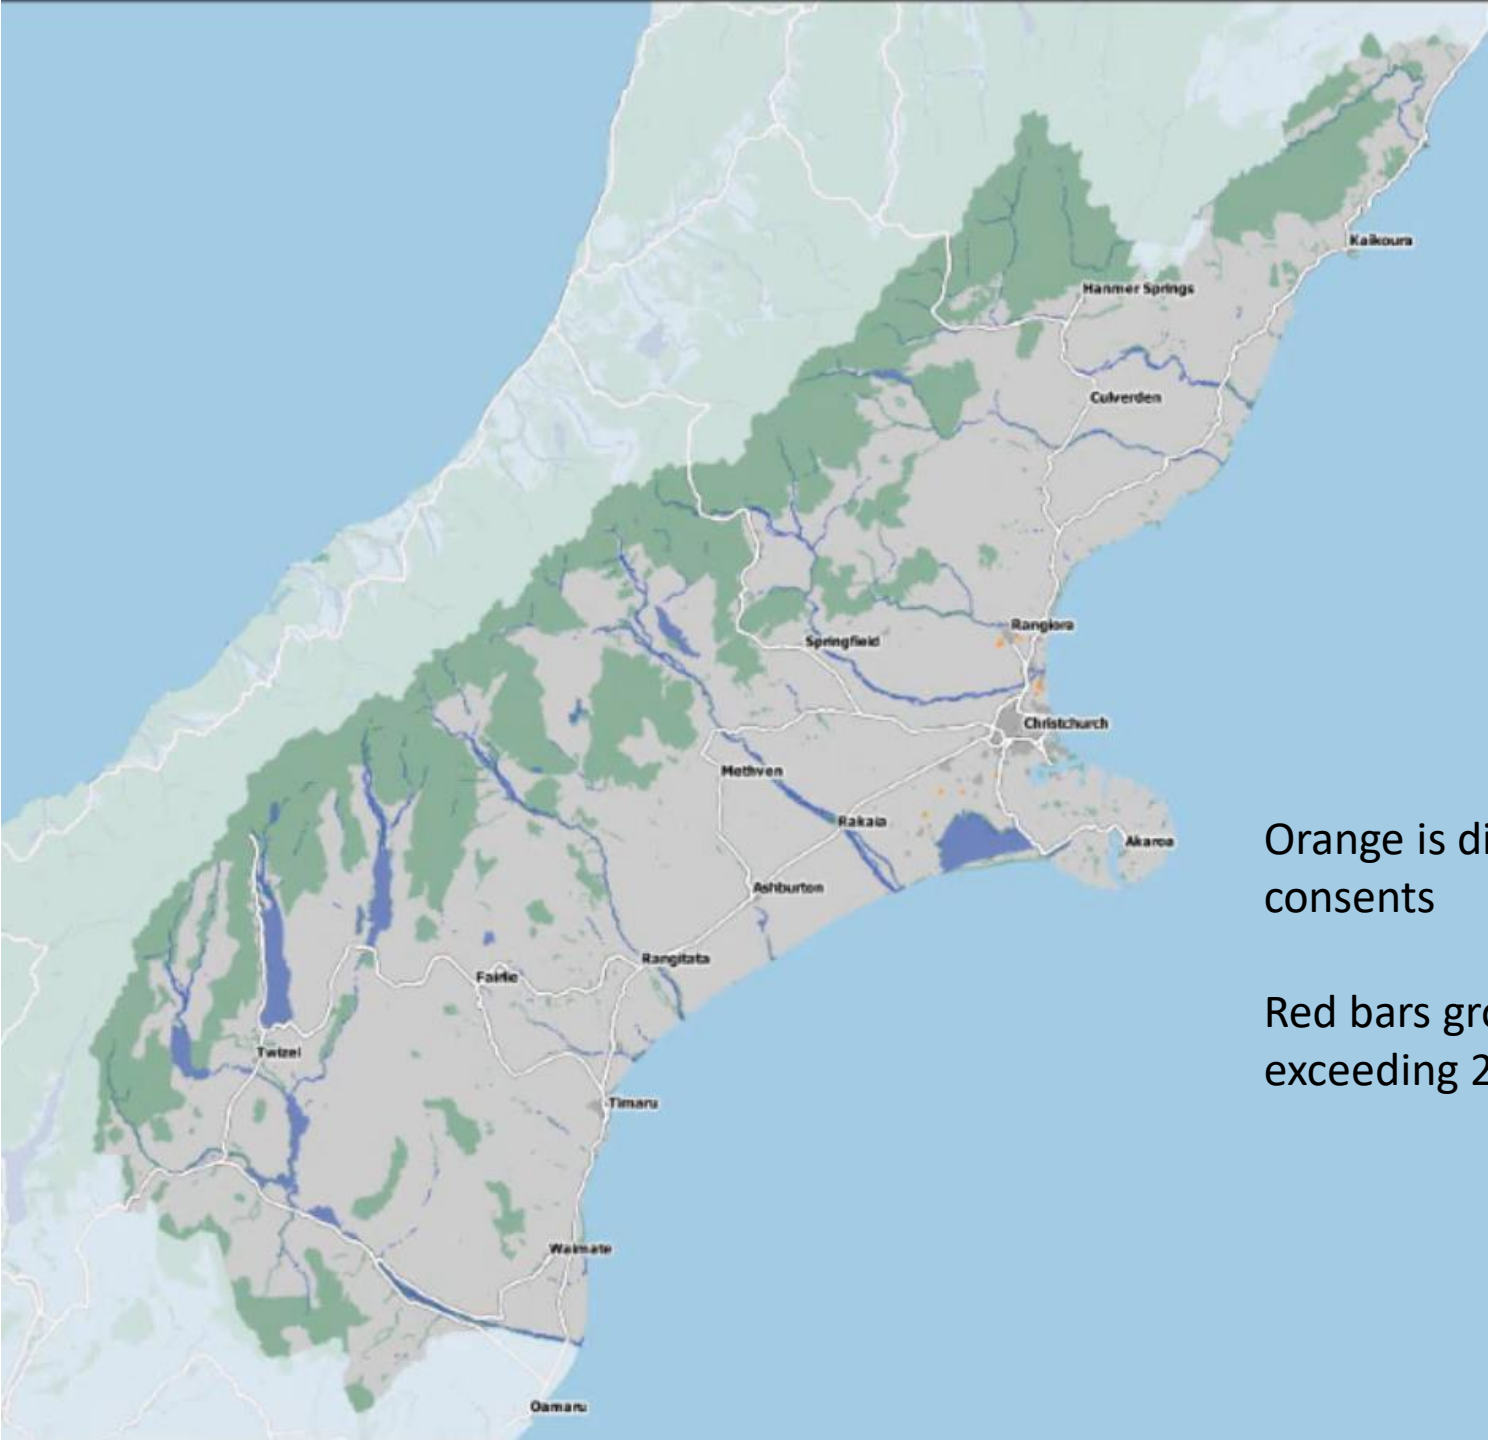 Kaikoura
Hanmer Springs
Culverden
Rangiora
Springfield
Christchurch
Methven
Rakaia
Orange is di
consents
Akaroa
Ashburton
Rangitata
Fairlie
Red bars gro
exceeding 2
Twizel
Timaru
Waimate
Oamaru